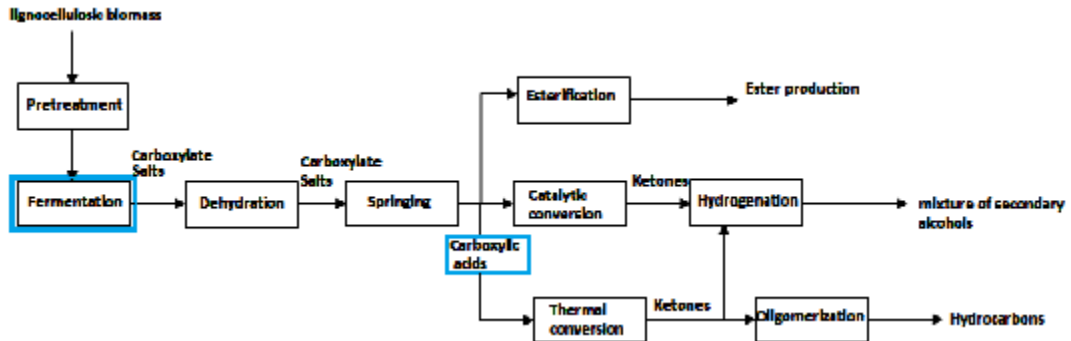 lignocellulosic biomass
Pretreatment
Esterification
Ester production
Carboxylate
Salts
Carboxylate
Salts
Ketones
Fermentation
Dehydration
Springing
Catalytic
conversion
Hydrogenation
mixture of secondary
alcohols
Carboxylic
acids
Ketones
Thermal
conversion
Oligomerization
Hydrocarbons